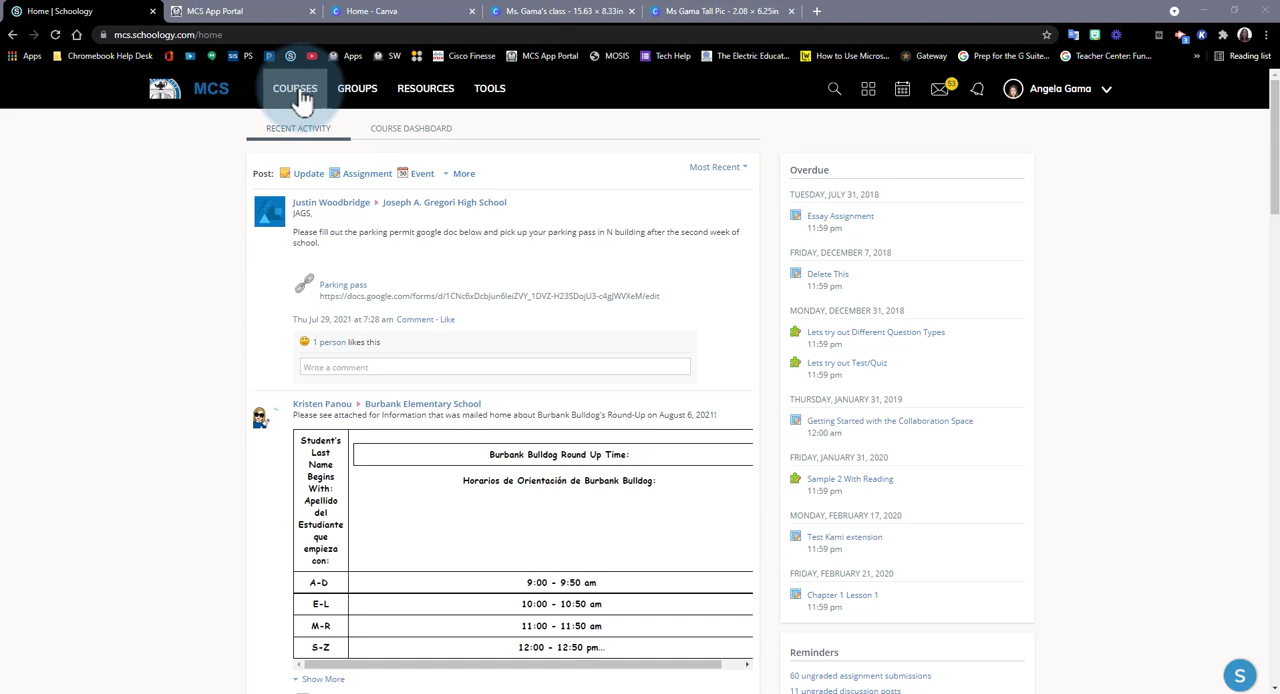 Home | Schoology
MCS App Portal
Home - Canva
Ms. Gama's class - 15.63 × 8.33in
Ms Gama Tall Pic - 2.08 × 6.25in
mcs.schoology.com/home
Apps
Chromebook Help Desk
SIS
PS
Apps
SW
Cisco Finesse
MCS App Portal
MOSIS
Tech Help
The Electric Educat...
How to Use Micros...
Gateway
Prep for the G Suite...
Teacher Center: Fun...
»
Reading list
MCS
COURSES
GROUPS
RESOURCES
TOOLS
53
Angela Gama
RECENT ACTIVITY
COURSE DASHBOARD
Post: Update Assignment Event More
Most Recent
Justin Woodbridge ▸ Joseph A. Gregori High School
JAGS,
Please fill out the parking permit google doc below and pick up your parking pass in N building after the second week of
school.
Parking pass
https://docs.google.com/forms/d/1CNc6xDcbJun6leiZVY_1DVZ-H23SDojU3-c4gJWVXeM/edit
Thu Jul 29, 2021 at 7:28 am Comment · Like
1 person likes this
Write a comment
Kristen Panou ▸ Burbank Elementary School
Please see attached for Information that was mailed home about Burbank Bulldog's Round-Up on August 6, 2021!
Student's
Last
Name
Begins
With:
Apellido
del
Estudiante
que
empieza
con:
Burbank Bulldog Round Up Time:
Horarios de Orientación de Burbank Bulldog:
A-D 9:00 - 9:50 am
E-L 10:00 - 10:50 am
M-R 11:00 - 11:50 am
S-Z 12:00 - 12:50 pm...
Show More
Overdue
TUESDAY, JULY 31, 2018
Essay Assignment
11:59 pm
FRIDAY, DECEMBER 7, 2018
Delete This
11:59 pm
MONDAY, DECEMBER 31, 2018
Lets try out Different Question Types
11:59 pm
Lets try out Test/Quiz
11:59 pm
THURSDAY, JANUARY 31, 2019
Getting Started with the Collaboration Space
12:00 am
FRIDAY, JANUARY 31, 2020
Sample 2 With Reading
11:59 pm
MONDAY, FEBRUARY 17, 2020
Test Kami extension
11:59 pm
FRIDAY, FEBRUARY 21, 2020
Chapter 1 Lesson 1
11:59 pm
Reminders
60 ungraded assignment submissions
11 ungraded discussion posts
S